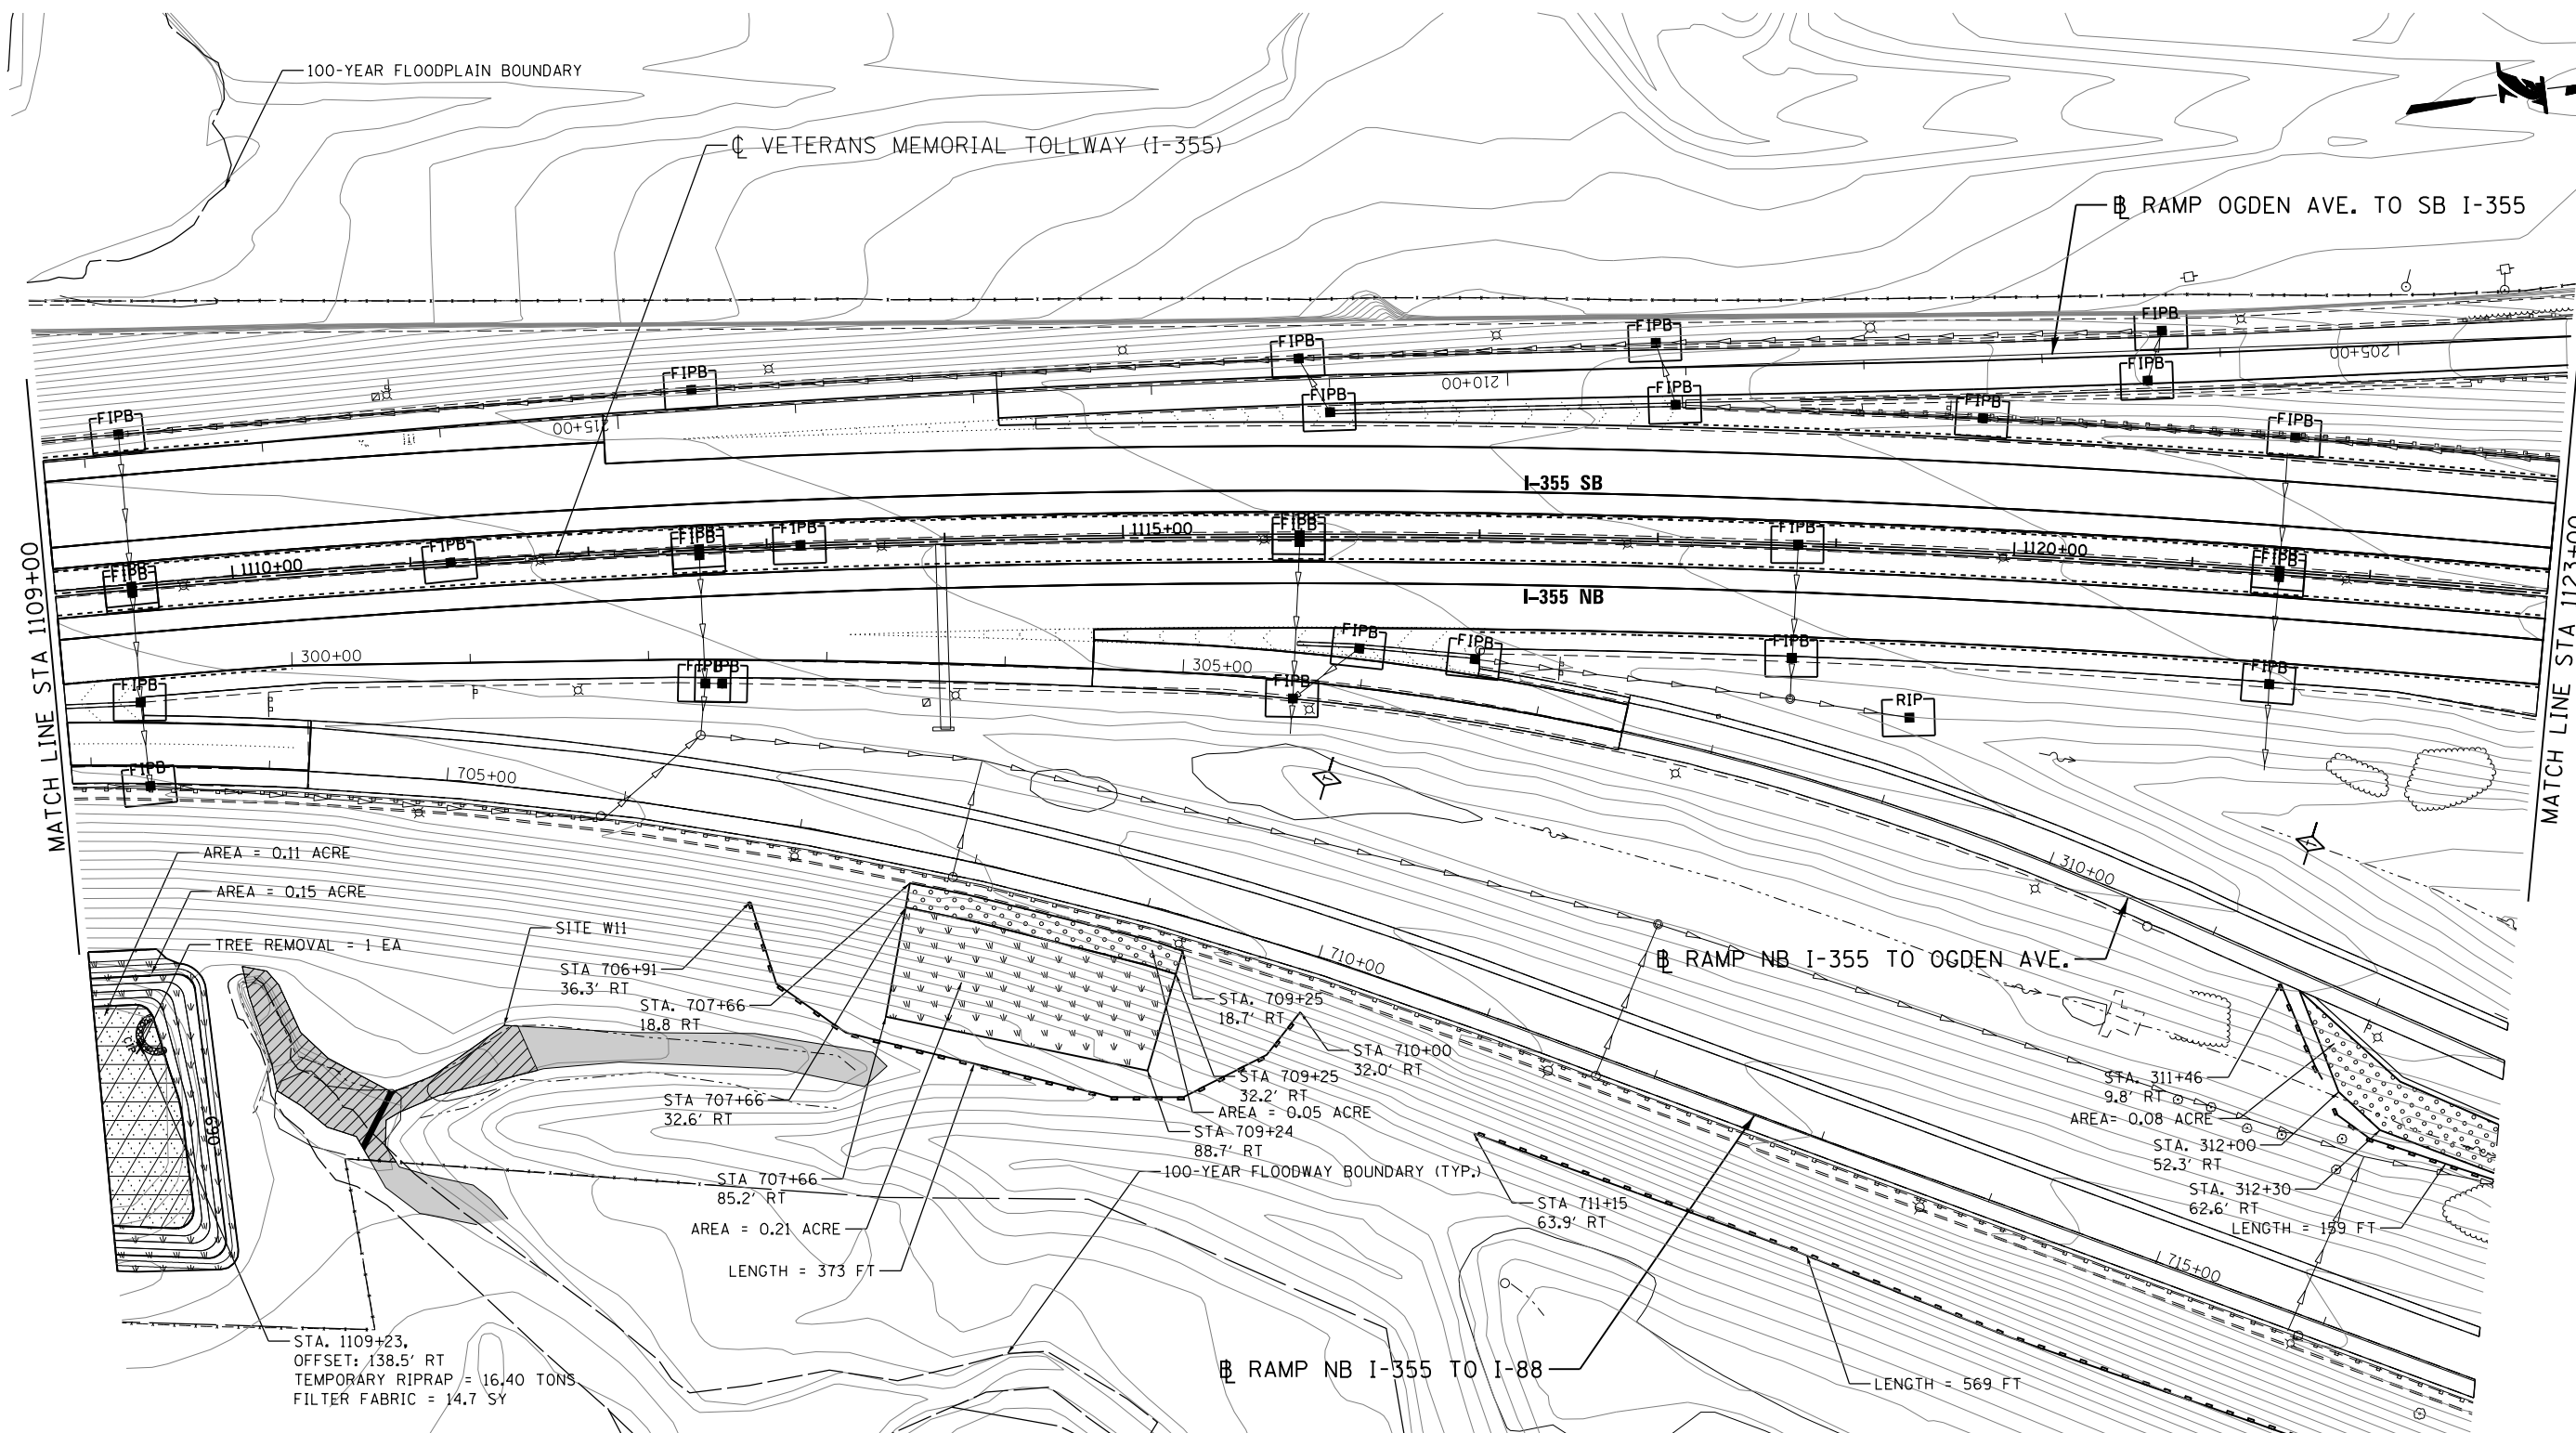 100-YEAR FLOODPLAIN BOUNDARY
℄ VETERANS MEMORIAL TOLLWAY (I-355)
BL RAMP OGDEN AVE. TO SB I-355
FIPB
FIPB
FIPB
FIPB
FIPB
205+00
FIPB
210+00
FIPB
FIPB
FIPB
FIPB
FIPB
215+00
I-355 SB
MATCH LINE STA 1109+00
MATCH LINE STA 1123+00
FIPB
1110+00
FIPB
FIPB
FIPB
1115+00
FIPB
FIPB
1120+00
FIPB
I-355 NB
300+00
305+00
FIPB
FIPB
FIPB
FIPB
FIPB
FIPB
FIPB
FIPB
RIP
FIPB
705+00
310+00
AREA = 0.11 ACRE
AREA = 0.15 ACRE
TREE REMOVAL = 1 EA
SITE W11
STA 706+91
36.3' RT
STA. 707+66
18.8 RT
710+00
BL RAMP NB I-355 TO OGDEN AVE.
STA. 709+25
18.7' RT
STA 710+00
32.0' RT
STA 709+25
32.2' RT
AREA = 0.05 ACRE
STA 709+24
88.7' RT
STA 707+66
32.6' RT
STA 707+66
85.2' RT
690
100-YEAR FLOODWAY BOUNDARY (TYP.)
STA. 311+46
9.8' RT
AREA= 0.08 ACRE
STA. 312+00
52.3' RT
STA. 312+30
62.6' RT
LENGTH = 159 FT
STA 711+15
63.9' RT
AREA = 0.21 ACRE
LENGTH = 373 FT
715+00
STA. 1109+23,
OFFSET: 138.5' RT
TEMPORARY RIPRAP = 16.40 TONS
FILTER FABRIC = 14.7 SY
BL RAMP NB I-355 TO I-88
LENGTH = 569 FT